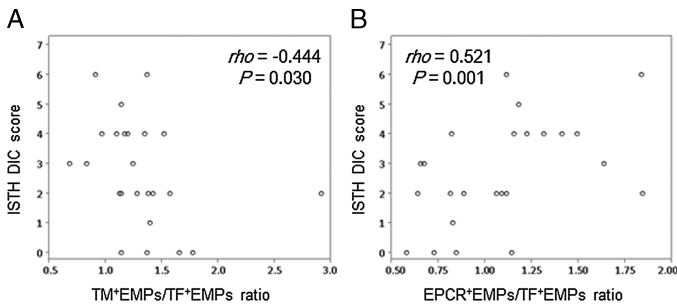 A
rho = -0.444
P = 0.030
ISTH DIC score
7
6
5
4
3
2
1
0
0.5 1.0 1.5 2.0 2.5 3.0
TM⁺EMPs/TF⁺EMPs ratio
B
rho = 0.521
P = 0.001
ISTH DIC score
7
6
5
4
3
2
1
0
0.50 0.75 1.00 1.25 1.50 1.75 2.00
EPCR⁺EMPs/TF⁺EMPs ratio